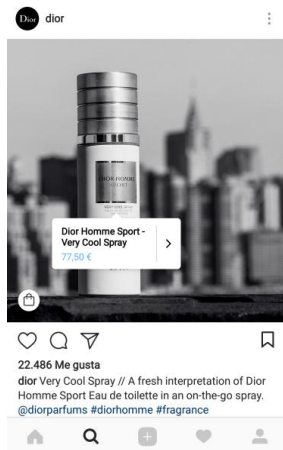 Dior dior
DIOR HOMME
SPORT
Dior Homme Sport -
Very Cool Spray
77,50 €
22.486 Me gusta
dior Very Cool Spray // A fresh interpretation of Dior
Homme Sport Eau de toilette in an on-the-go spray.
@diorparfums #diorhomme #fragrance